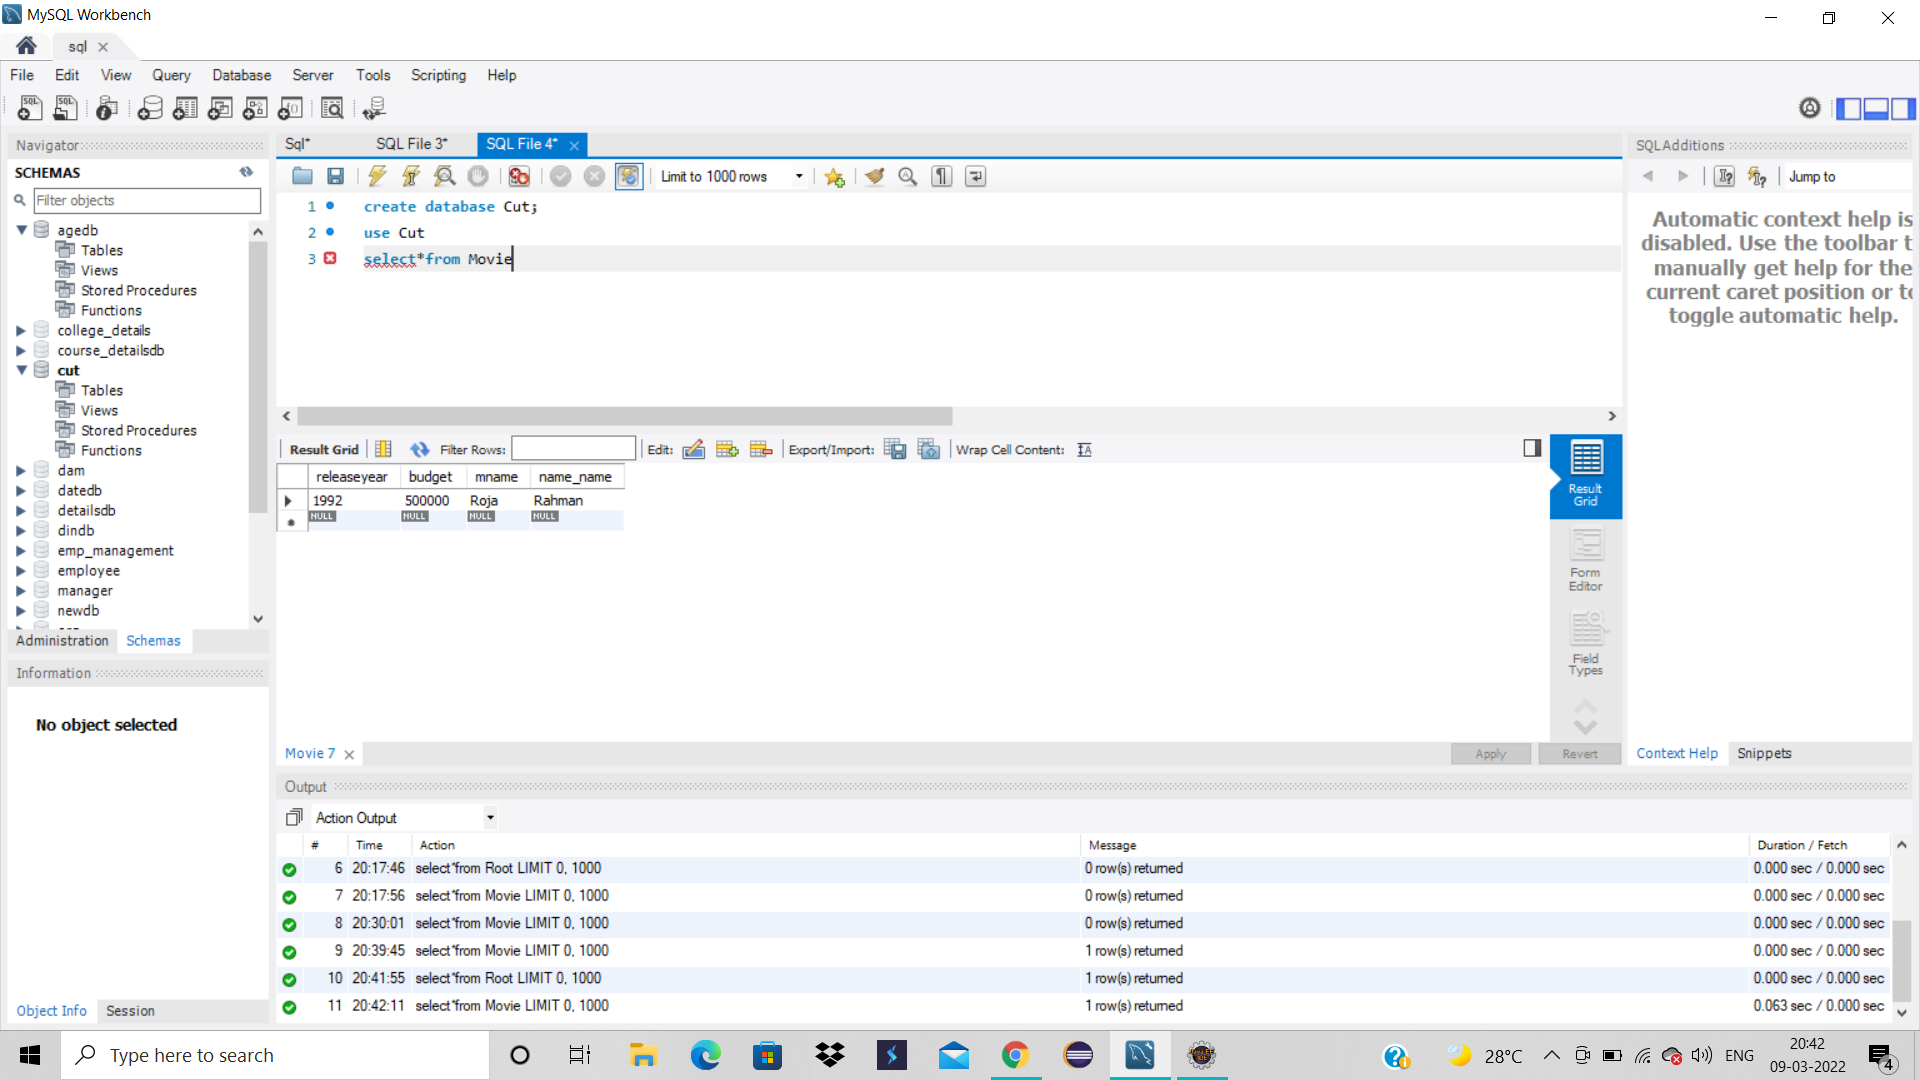 MySQL Workbench
sql
File Edit View Query Database Server Tools Scripting Help
Navigator
SCHEMAS
Filter objects
agedb
Tables
Views
Stored Procedures
Functions
college_details
course_detailsdb
cut
Tables
Views
Stored Procedures
Functions
dam
datedb
detailsdb
dindb
emp_management
employee
manager
newdb
Administration Schemas
Information
No object selected
Object Info Session
Sql* SQL File 3* SQL File 4*
Limit to 1000 rows
1 create database Cut;
2 use Cut
3 select*from Movie
Result Grid Filter Rows: Edit: Export/Import: Wrap Cell Content:
releaseyear budget mname name_name
1992 500000 Roja Rahman
NULL NULL NULL NULL
Result
Grid
Form
Editor
Field
Types
Movie 7
Apply Revert
SQLAdditions
Jump to
Automatic context help is
disabled. Use the toolbar t
manually get help for the
current caret position or to
toggle automatic help.
Context Help Snippets
Output
Action Output
# Time Action Message Duration / Fetch
6 20:17:46 select*from Root LIMIT 0, 1000 0 row(s) returned 0.000 sec / 0.000 sec
7 20:17:56 select*from Movie LIMIT 0, 1000 0 row(s) returned 0.000 sec / 0.000 sec
8 20:30:01 select*from Movie LIMIT 0, 1000 0 row(s) returned 0.000 sec / 0.000 sec
9 20:39:45 select*from Movie LIMIT 0, 1000 1 row(s) returned 0.000 sec / 0.000 sec
10 20:41:55 select*from Root LIMIT 0, 1000 1 row(s) returned 0.000 sec / 0.000 sec
11 20:42:11 select*from Movie LIMIT 0, 1000 1 row(s) returned 0.063 sec / 0.000 sec
Type here to search
28°C
ENG
20:42
09-03-2022
4